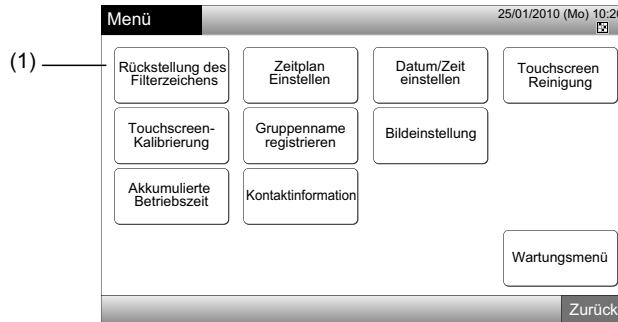 Menü
25/01/2010 (Mo) 10:20
(1)
Rückstellung des
Filterzeichens
Zeitplan
Einstellen
Datum/Zeit
einstellen
Touchscreen
Reinigung
Touchscreen-
Kalibrierung
Gruppenname
registrieren
Bildeinstellung
Akkumulierte
Betriebszeit
Kontaktinformation
Wartungsmenü
Zurück